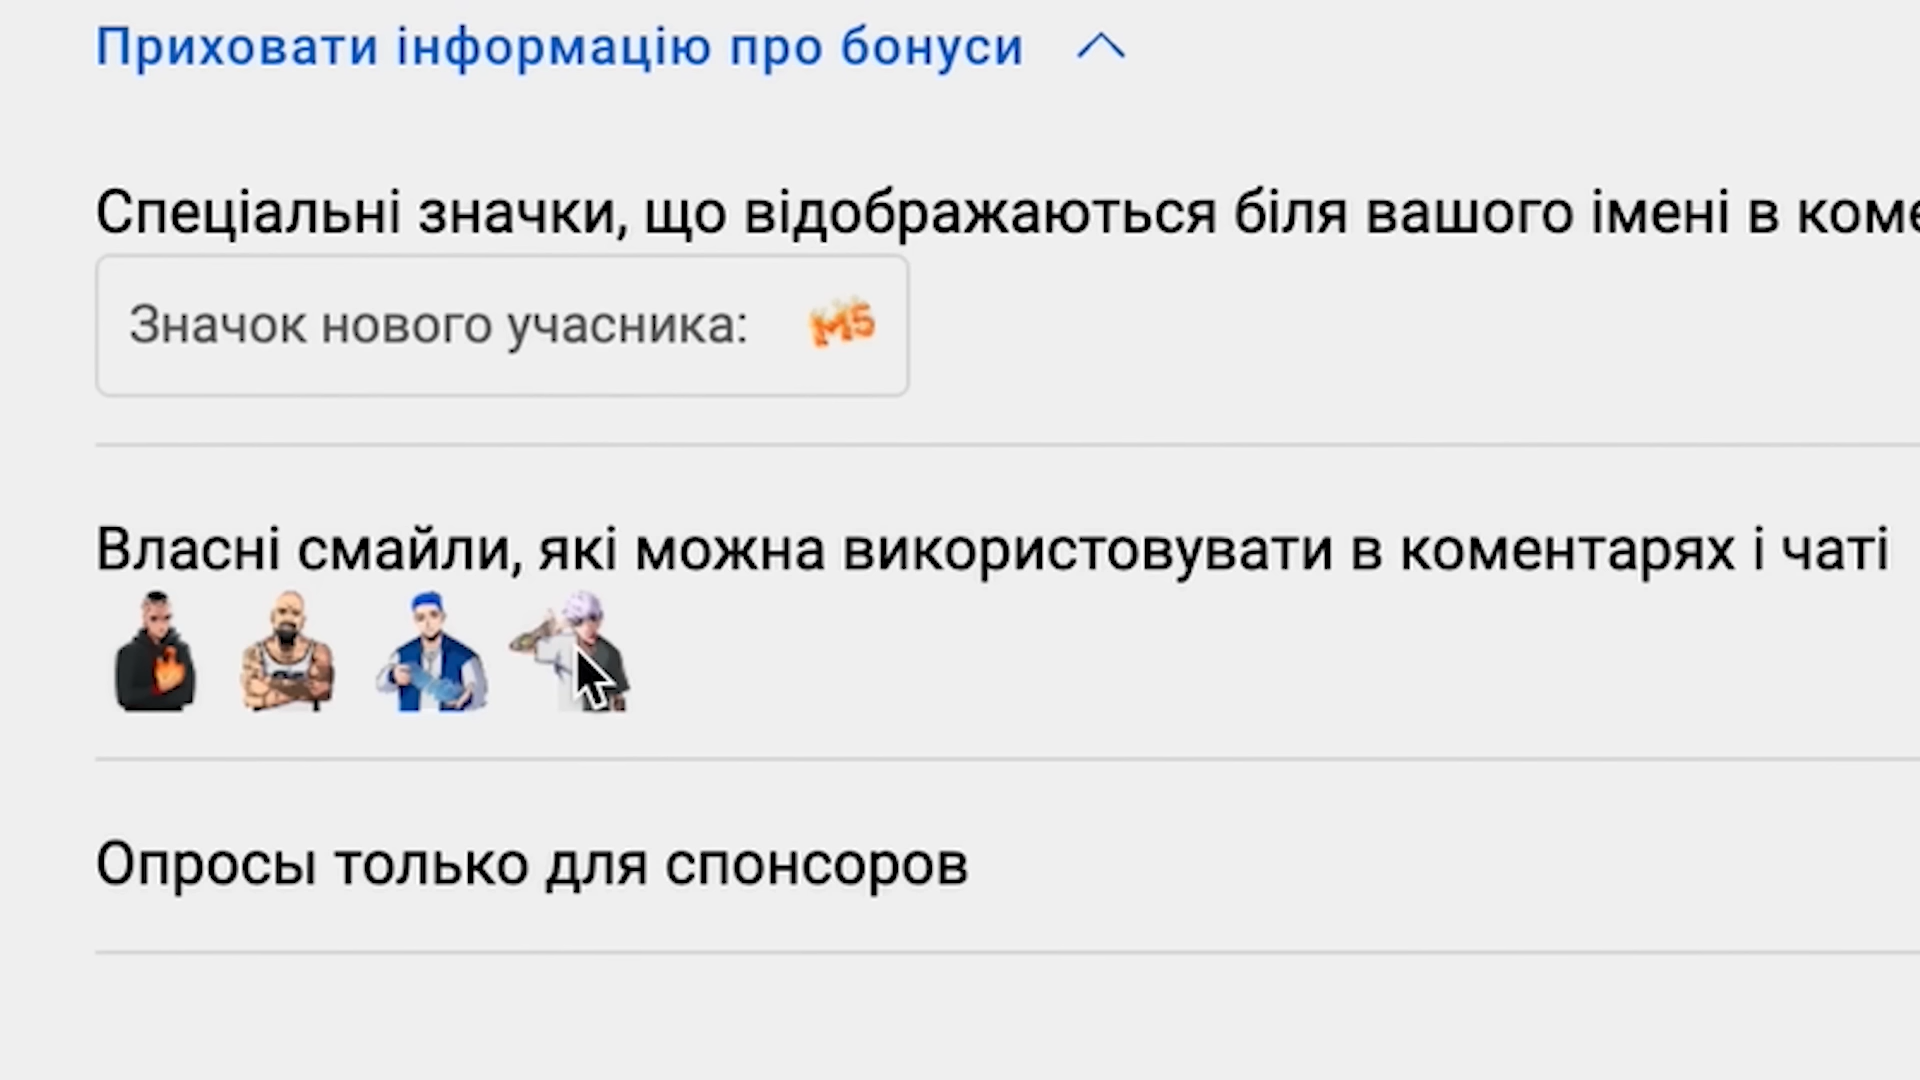 Приховати інформацію про бонуси
Спеціальні значки, що відображаються біля вашого імені в
Значок нового учасника: M5
Власні смайли, які можна використовувати в коментарях і чаті
Опросы только для спонсоров